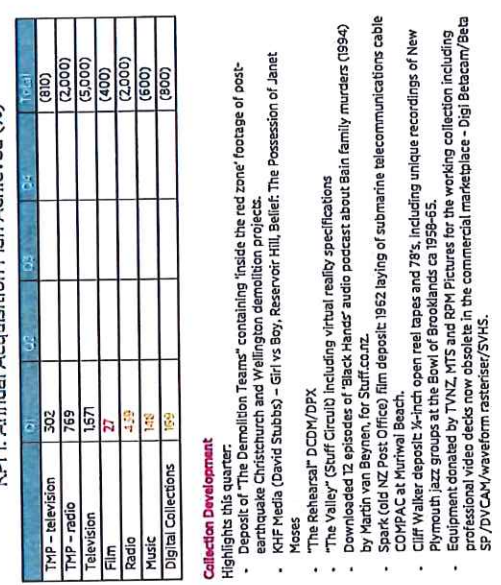 KPI 1: Annual Acquisition Plan Achieved (%)
Q1 Q2 Q3 Q4 Total
TMP – television 302 (810)
TMP – radio 769 (2,000)
Television 1,671 (5,000)
Film 27 (400)
Radio 439 (2,000)
Music 148 (600)
Digital Collections 169 (800)
Collection Development
Highlights this quarter:
- Deposit of "The Demolition Teams" containing 'inside the red zone' footage of post-
earthquake Christchurch and Wellington demolition projects.
- KHF Media (David Stubbs) – Girl vs Boy, Reservoir Hill, Belief: The Possession of Janet
Moses
- "The Rehearsal" DCDM/DPX
- "The Valley" (Stuff Circuit) including virtual reality specifications
- Downloaded 12 episodes of 'Black Hands' audio podcast about Bain family murders (1994)
by Martin van Beynen, for Stuff.co.nz.
- Spark (old NZ Post Office) film deposit: 1962 laying of submarine telecommunications cable
COMPAC at Muriwai Beach.
- Cliff Walker deposit ¼-inch open reel tapes and 78's, including unique recordings of New
Plymouth jazz groups at the Bowl of Brooklands ca 1958-65.
- Equipment donated by TVNZ, MTS and RPM Pictures for the working collection including
professional video decks now obsolete in the commercial marketplace – Digi Betacam/Beta
SP /DVCAM/waveform rasteriser/SVHS.